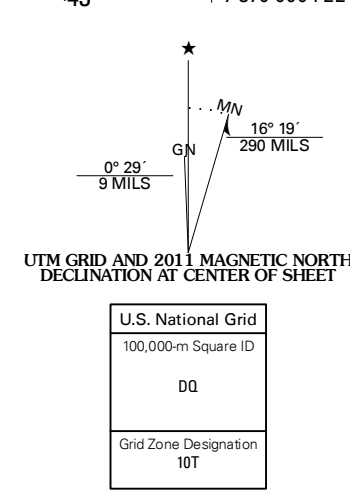 MN
16° 19´
290 MILS
GN
0° 29´
9 MILS
UTM GRID AND 2011 MAGNETIC NORTH
DECLINATION AT CENTER OF SHEET
U.S. National Grid
100,000-m Square ID
DQ
Grid Zone Designation
10T